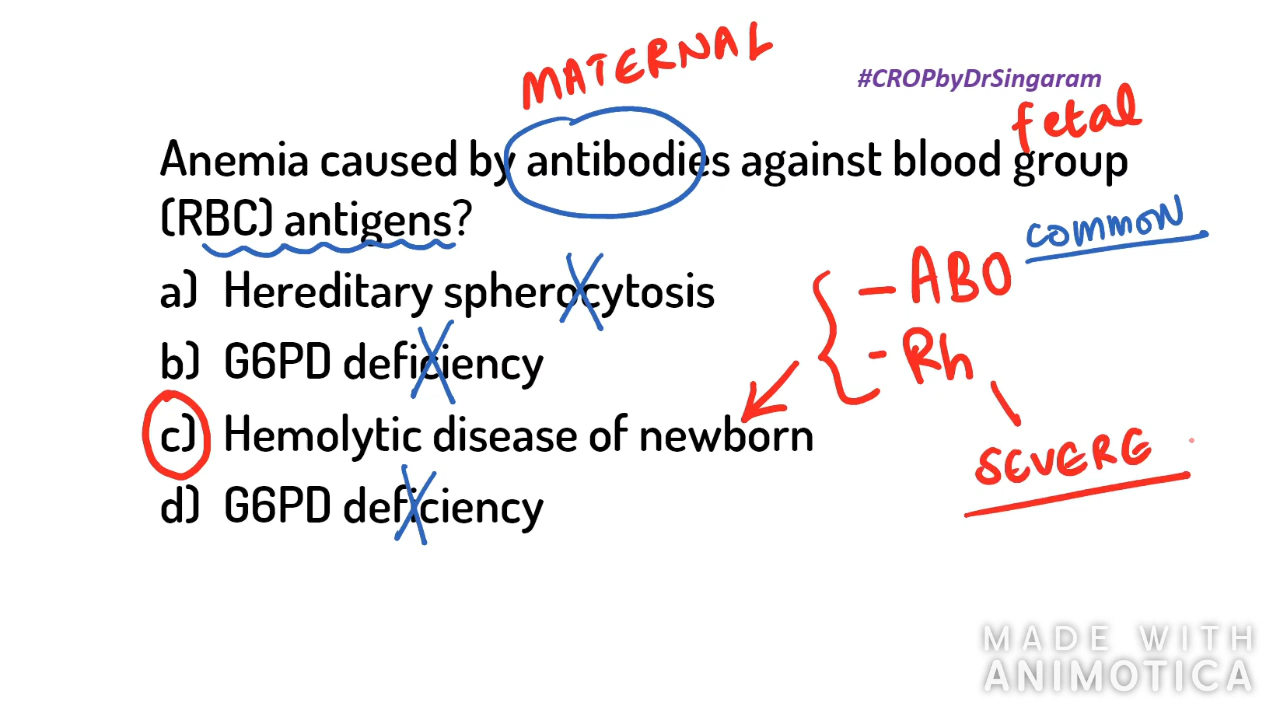 MATERNAL
#CROPbyDrSingaram
fetal
Anemia caused by antibodies against blood group
(RBC) antigens?
COMMON
a) Hereditary spherocytosis
- ABO
b) G6PD deficiency
- Rh
c) Hemolytic disease of newborn
SEVERE
d) G6PD deficiency
MADE WITH
ANIMOTICA